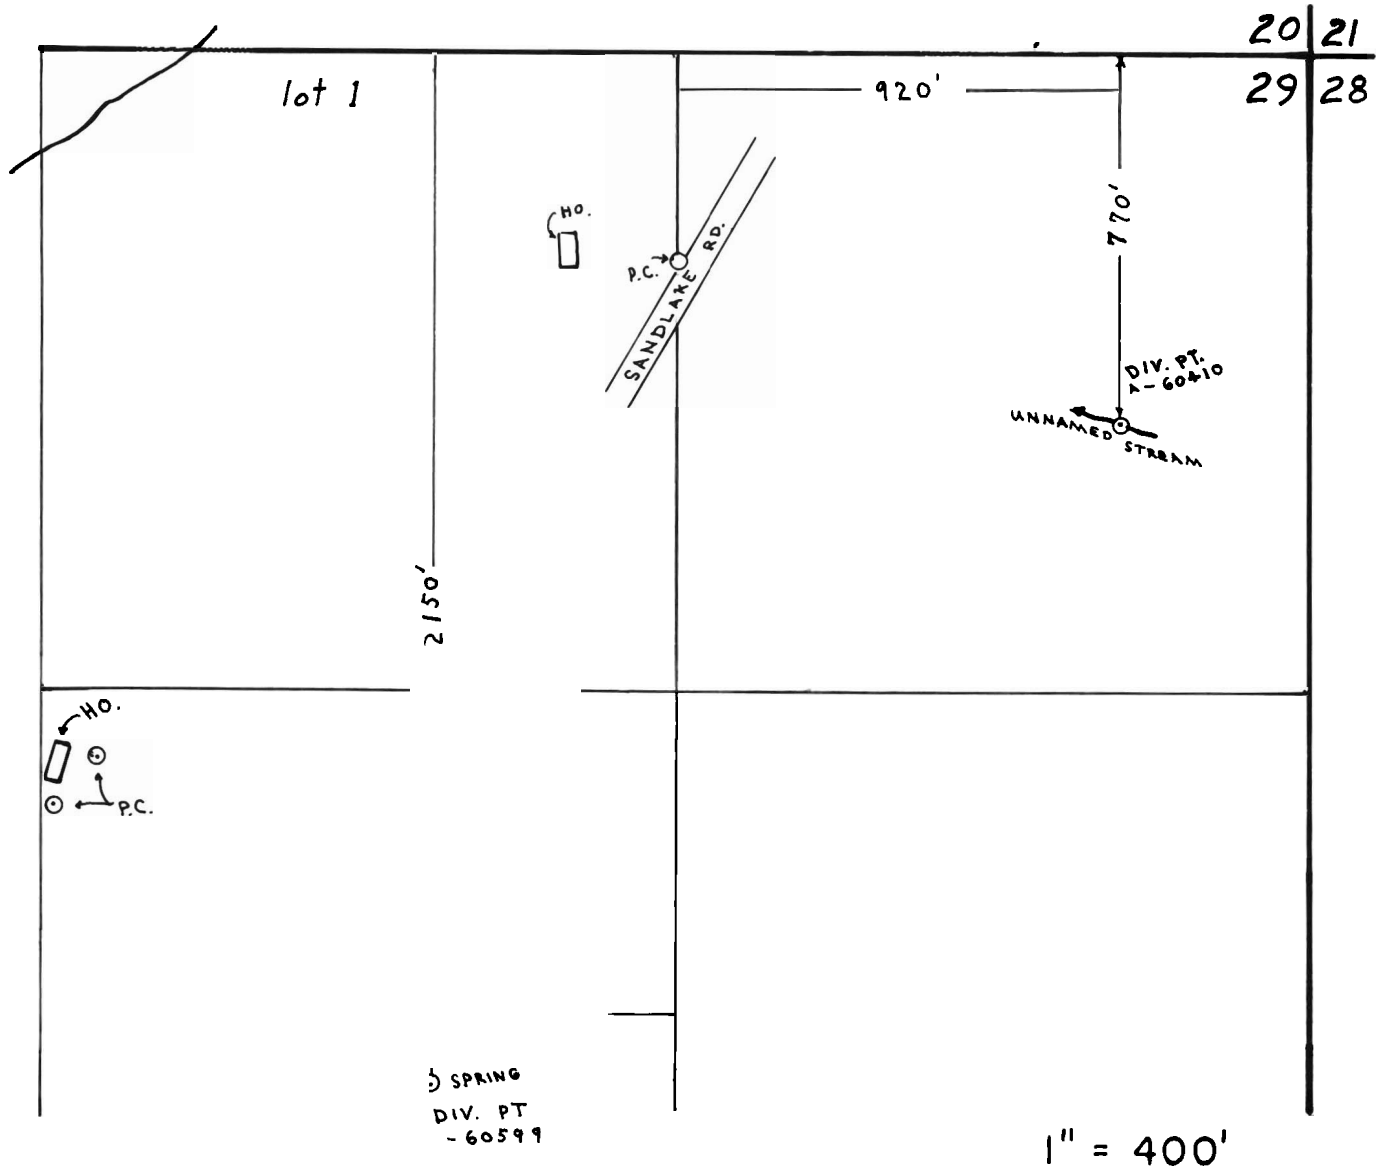 20 21
29 28
lot 1
920'
770'
HO.
P.C.
SANDLAKE RD.
DIV. PT.
A-60410
UNNAMED STREAM
2150'
HO.
P.C.
SPRING
DIV. PT
-60599
1" = 400'